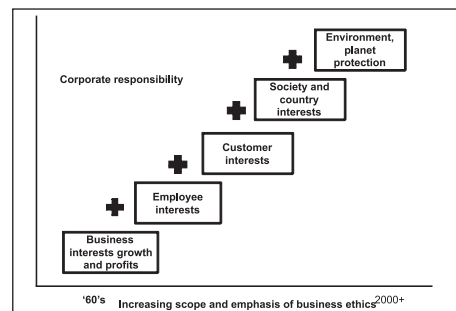 Environment,
planet
protection
Corporate responsibility
Society and
country
interests
Customer
interests
Employee
interests
Business
interests growth
and profits
‘60’s Increasing scope and emphasis of business ethics 2000+